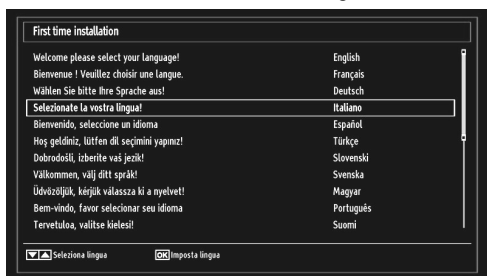 First time installation
Welcome please select your language! English
Bienvenue ! Veuillez choisir une langue. Français
Wählen Sie bitte Ihre Sprache aus! Deutsch
Selezionate la vostra lingua! Italiano
Bienvenido, seleccione un idioma Español
Hoş geldiniz, lütfen dil seçimini yapınız! Türkçe
Dobrodošli, izberite vaš jezik! Slovenski
Välkommen, välj ditt språk! Svenska
Üdvözöljük, kérjük válassza ki a nyelvet! Magyar
Bem-vindo, favor selecionar seu idioma Português
Tervetuloa, valitse kielesi! Suomi
Seleziona lingua OK Imposta lingua